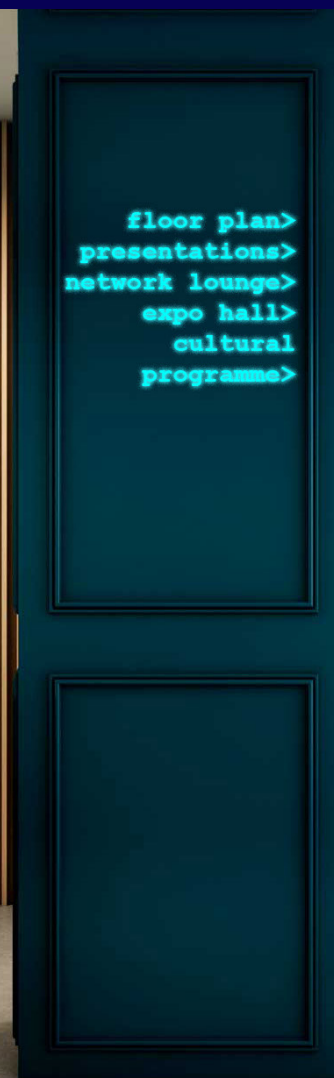 floor plan>
presentations>
network lounge>
expo hall>
cultural
programme>